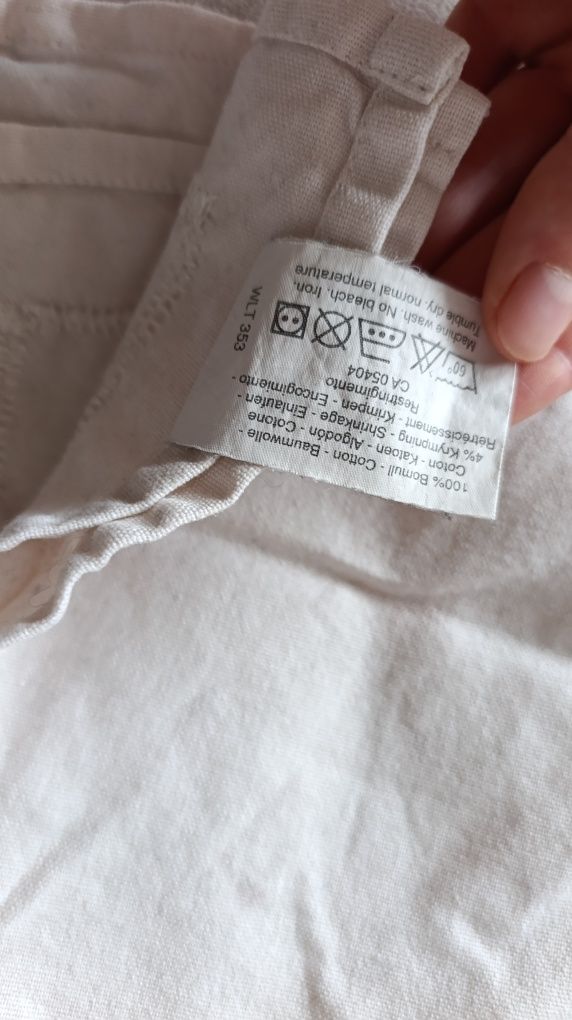 100% Bomull - Cotton - Baumwolle -
Coton - Katoen - Algodón - Cotone
4% Krympning - Shrinkage - Einlaufen -
Retrécissement - Krimpen - Encogimiento -
Restringimento
CA 05404
60°
Machine wash. No bleach. Iron.
Tumble dry, normal temperature
WLT 353